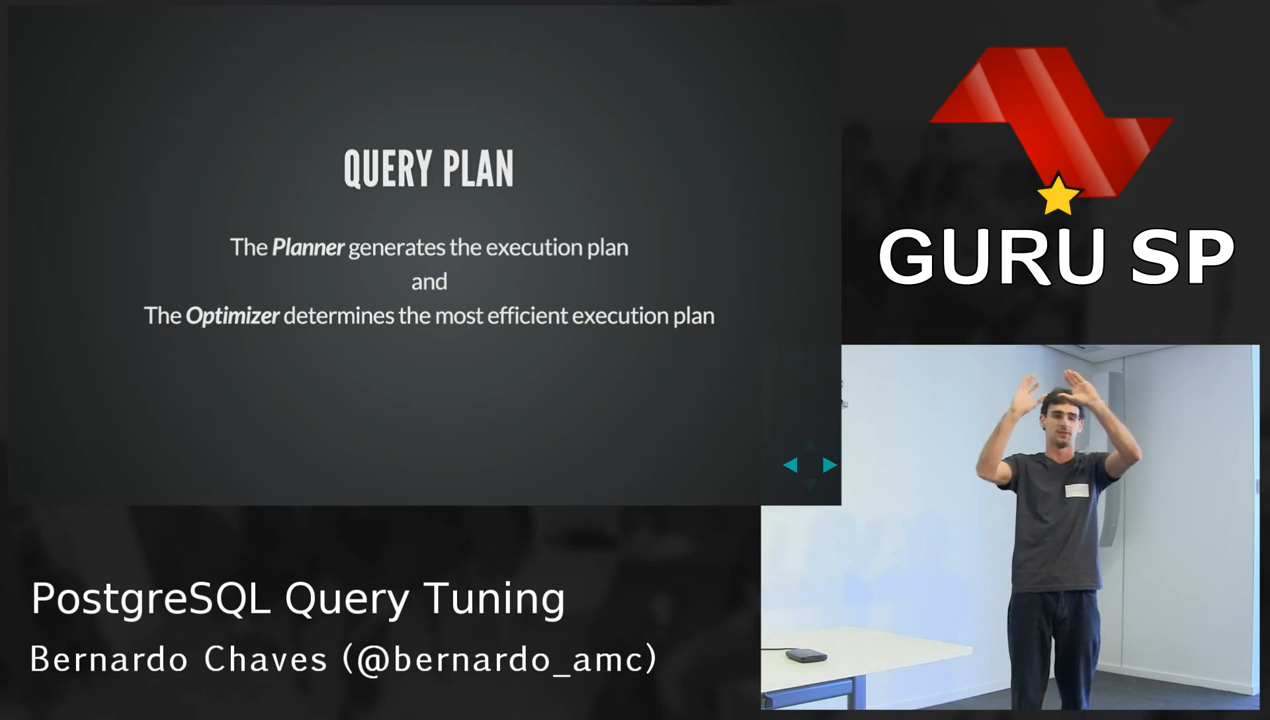 QUERY PLAN
The Planner generates the execution plan
and
The Optimizer determines the most efficient execution plan
GURU SP
PostgreSQL Query Tuning
Bernardo Chaves (@bernardo_amc)